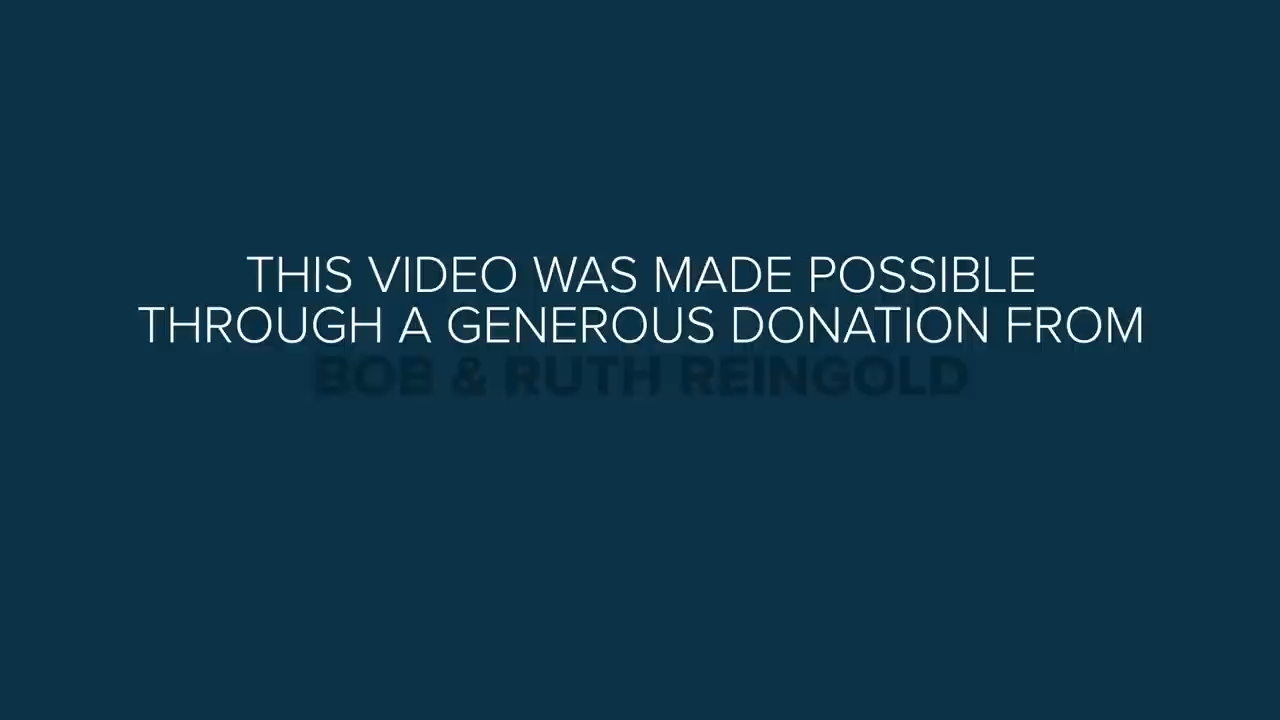 THIS VIDEO WAS MADE POSSIBLE
THROUGH A GENEROUS DONATION FROM
BOB & RUTH REINGOLD